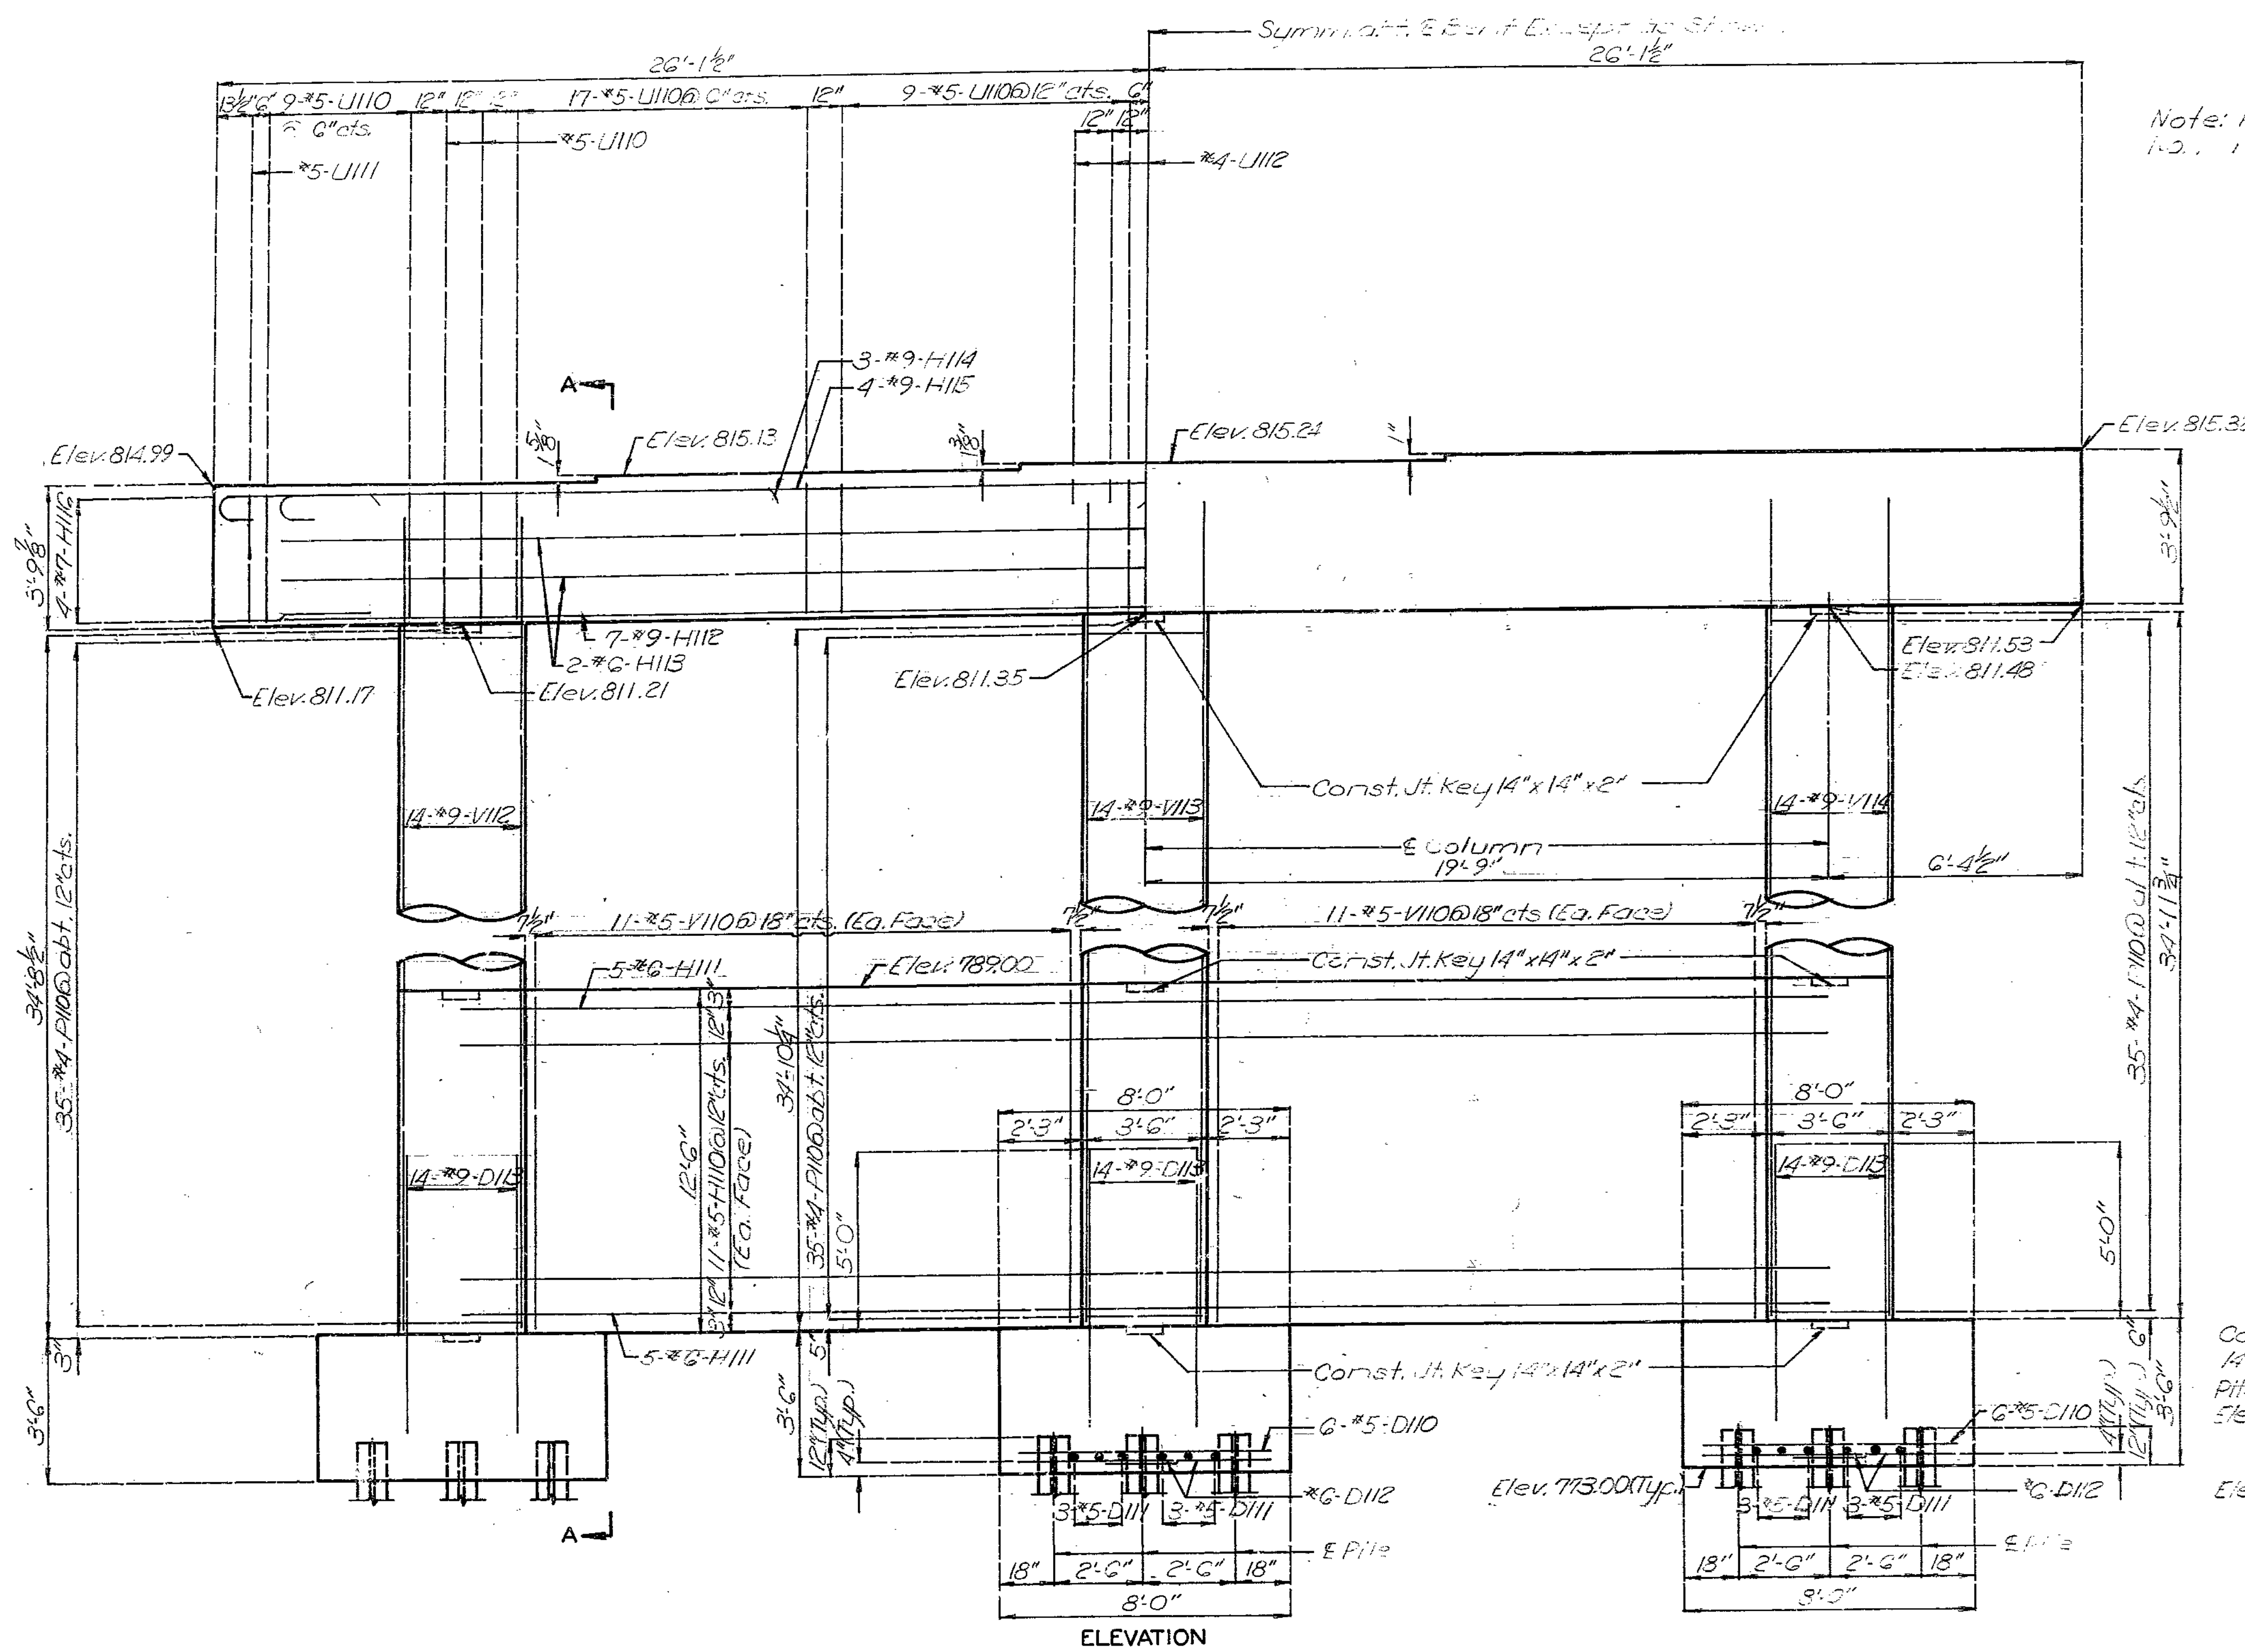 Symm. abt. ℄ Bent Except as Shown
26'-1½"
26'-1½"
13½" 6" 9-#5-U110 12" 12" 12" 17-#5-U110@6"cts. 12" 9-#5-U110@12"cts. 6"
@ 6"cts.
12" 12"
Note:
#5-U110
#5-U111
#4-U112
3-#9-H114
4-#9-H115
A
1⅝"
Elev. 815.13
1⅜"
Elev. 815.24
1"
Elev. 814.99
3'-9⅞"
4-#7-H116
3'-9½"
7-#9-H112
2-#6-H113
Elev. 811.17
Elev. 811.21
Elev. 811.35
Elev. 811.53
Elev. 811.48
Const. Jt. Key 14"x14"x2"
14-#9-V112
14-#9-V113
14-#9-V114
℄ Column
19'-9"
6'-4½"
7½" 11-#5-V110@18"cts. (Ea. Face) 7½"
7½" 11-#5-V110@18"cts (Ea. Face) 7½"
5-#6-H111
Elev. 789.00
Const. Jt. Key 14"x14"x2"
34'-8½"
35-#4-P110@abt. 12"cts.
12'-6"
3" 12" 11-#5-H110@12"cts. 12" 3"
(Ea. Face)
34'-10¼"
35-#4-P110@abt. 12"cts.
5'-0"
35-#4-P110@abt. 12"cts.
34'-11¾"
5'-0"
8'-0"
2'-3" 3'-6" 2'-3"
8'-0"
2'-3" 3'-6" 2'-3"
14-#9-D113
14-#9-D113
14-#9-D113
5-#6-H111
Const. Jt. Key 14"x14"x2"
3"
3'-6"
5"
3'-6"
12"(Typ.)
4"(Typ.)
6"
4"(Typ.)
12"(Typ.)
3'-6"
6-#5-D110
6-#5-D110
#6-D112
Elev. 773.00(Typ.)
#6-D112
3-#5-D111 3-#5-D111
3-#5-D111 3-#5-D111
A
℄ Pile
℄ Pile
18" 2'-6" 2'-6" 18"
18" 2'-6" 2'-6" 18"
8'-0"
8'-0"
ELEVATION